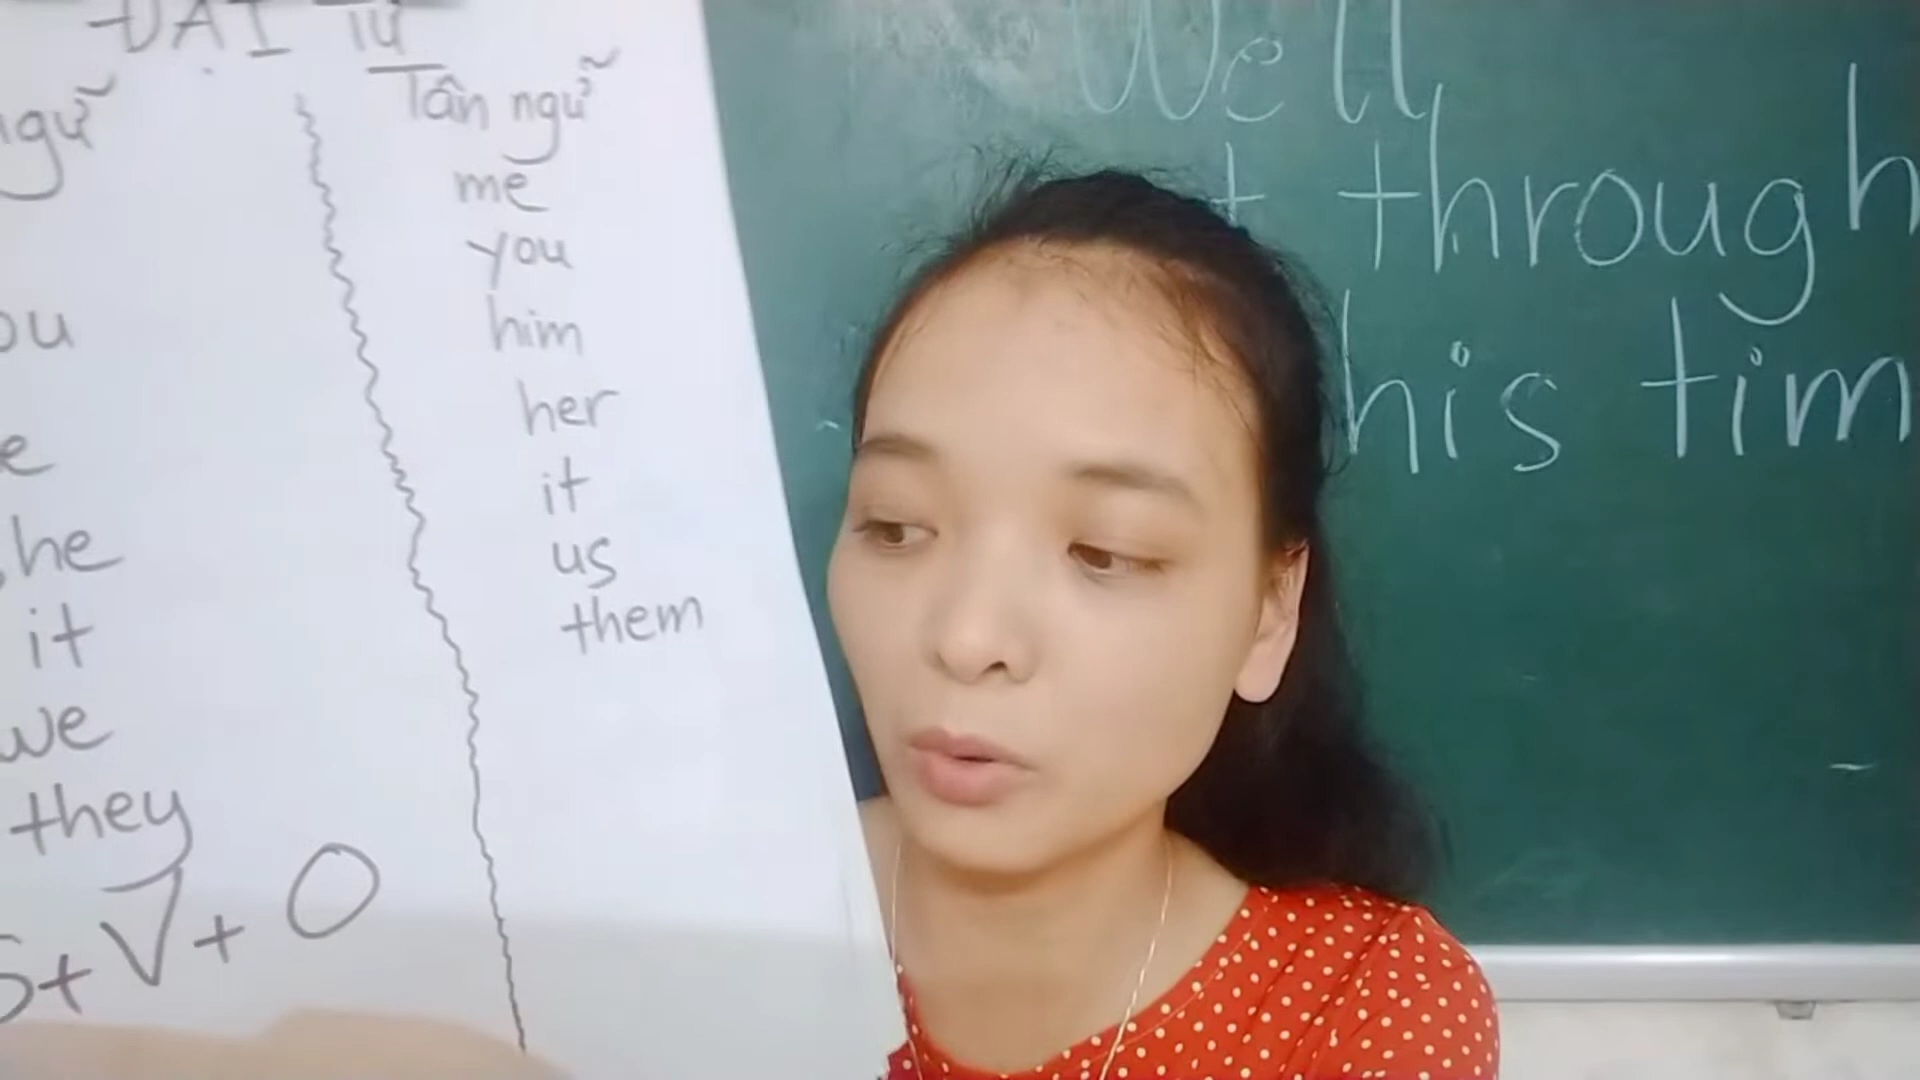 ĐẠI TỪ
ngữ
Tân ngữ
me
you
him
her
it
us
them
ou
e
he
it
we
they
S+V+O
Well
t through
his tim